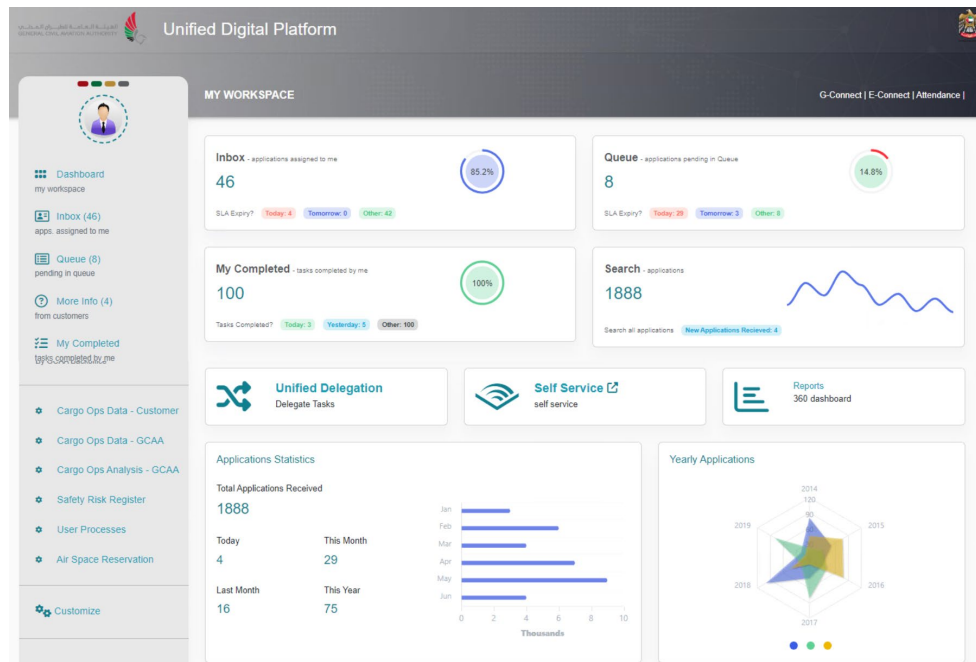 GENERAL CIVIL AVIATION AUTHORITY
Unified Digital Platform
MY WORKSPACE
G-Connect | E-Connect | Attendance |
Dashboard
my workspace
Inbox (46)
apps. assigned to me
Queue (8)
pending in queue
More Info (4)
from customers
My Completed
tasks completed by me
Cargo Ops Data - Customer
Cargo Ops Data - GCAA
Cargo Ops Analysis - GCAA
Safety Risk Register
User Processes
Air Space Reservation
Customize
Inbox - applications assigned to me
46
85.2%
SLA Expiry? Today: 4 Tomorrow: 0 Other: 42
Queue - applications pending in Queue
8
14.8%
SLA Expiry? Today: 29 Tomorrow: 3 Other: 8
My Completed - tasks completed by me
100
100%
Tasks Completed? Today: 3 Yesterday: 5 Other: 100
Search - applications
1888
Search all applications New Applications Recieved: 4
Unified Delegation
Delegate Tasks
Self Service
self service
Reports
360 dashboard
Applications Statistics
Total Applications Received
1888
Today This Month
4 29
Last Month This Year
16 75
Jan
Feb
Mar
Apr
May
Jun
0 2 4 6 8 10
Thousands
Yearly Applications
2014
120
90
2019 2015
2018 2016
2017